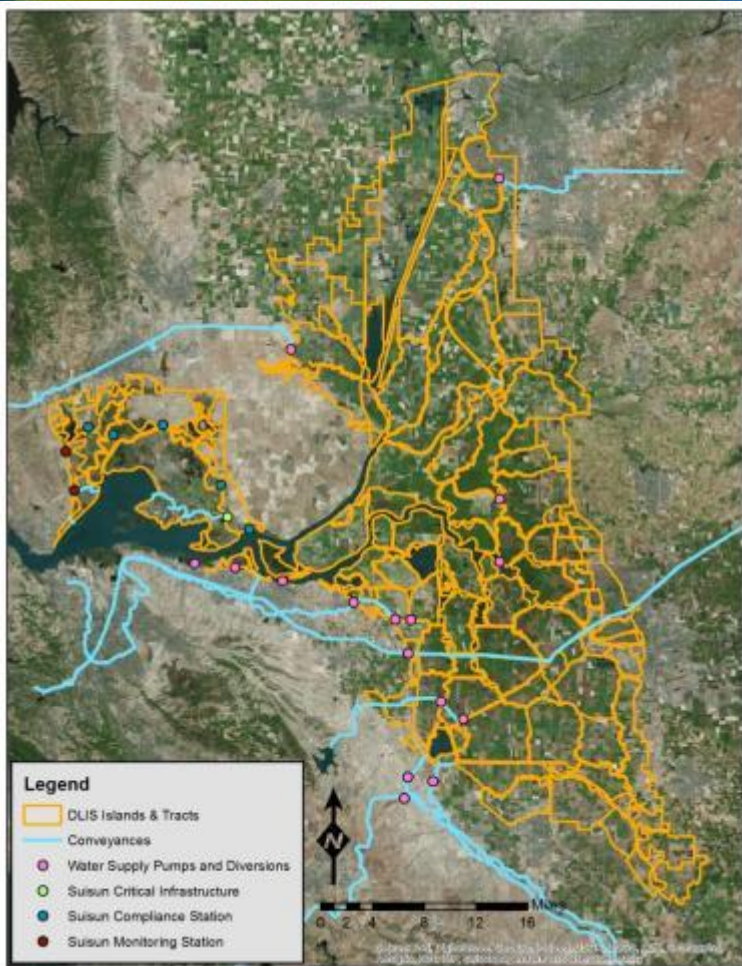 N
Legend
DLIS Islands & Tracts
Conveyances
Water Supply Pumps and Diversions
Suisun Critical Infrastructure
Suisun Compliance Station
Suisun Monitoring Station
Miles
0 2 4 8 12 16